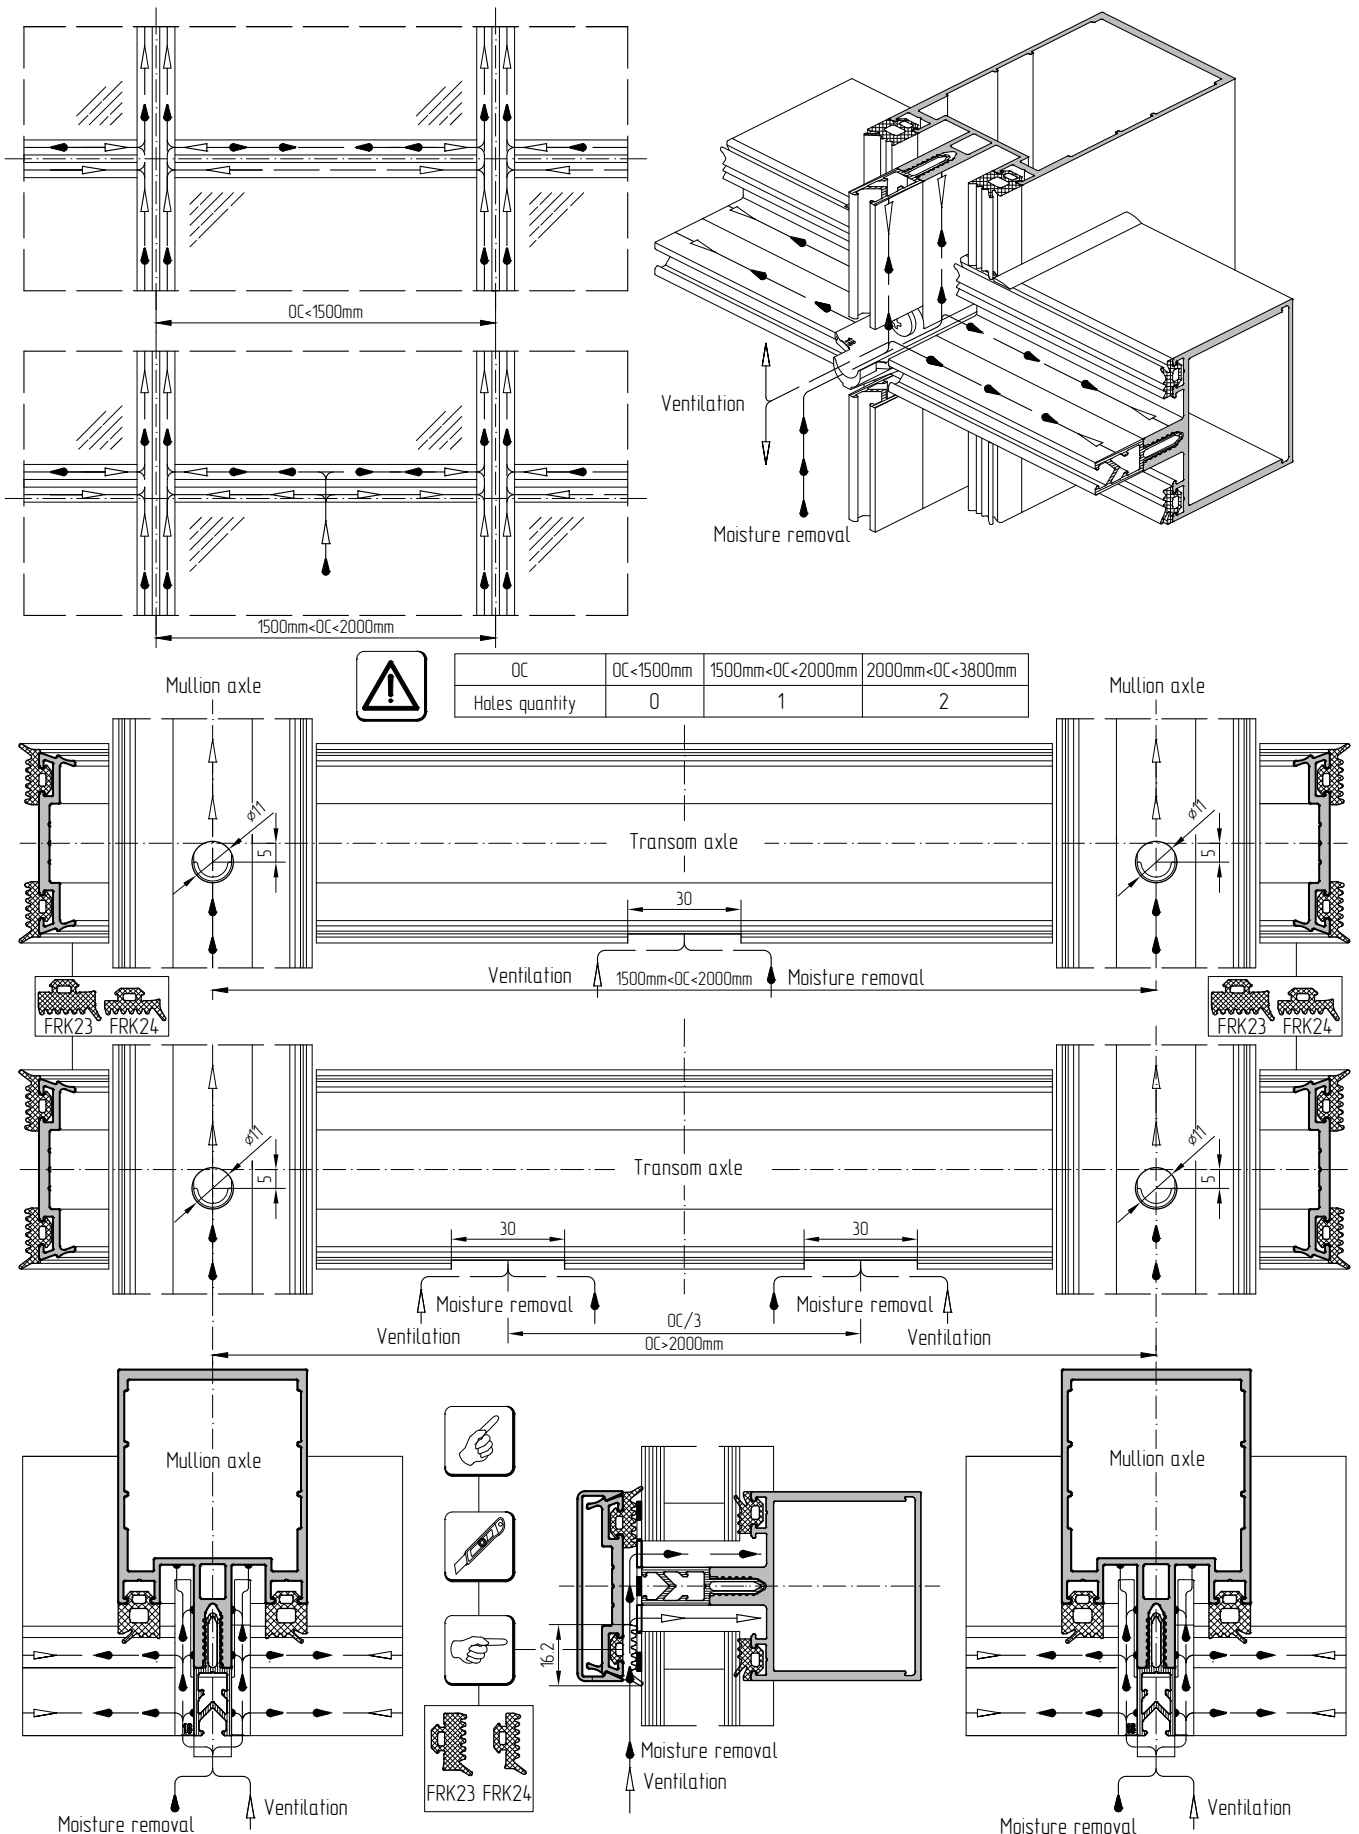 OC<1500mm
1500mm<OC<2000mm
Ventilation
Moisture removal
OC OC<1500mm 1500mm<OC<2000mm 2000mm<OC<3800mm
Holes quantity 0 1 2
Mullion axle
Mullion axle
ø11
5
Transom axle
ø11
5
30
Ventilation
1500mm<OC<2000mm
Moisture removal
FRK23 FRK24
FRK23 FRK24
ø11
5
Transom axle
ø11
5
30
30
Moisture removal
Ventilation
OC/3
OC>2000mm
Moisture removal
Ventilation
Mullion axle
Mullion axle
16.2
FRK23 FRK24
Moisture removal
Ventilation
Moisture removal
Ventilation
Moisture removal
Ventilation